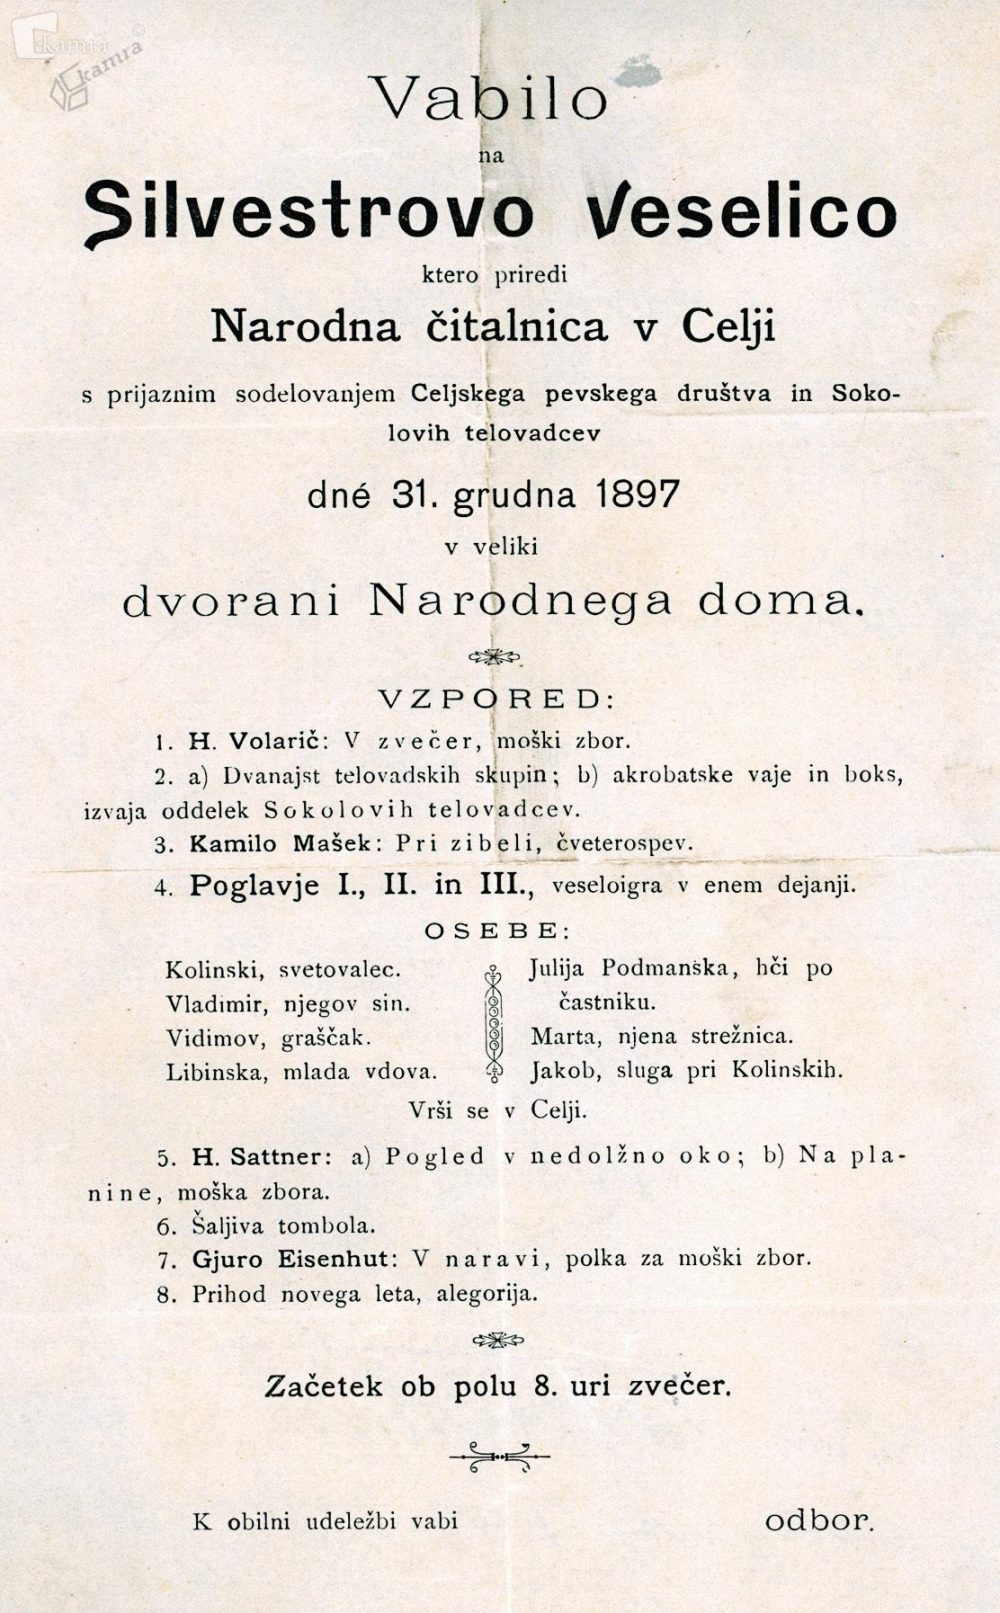 kamra
kamra ©
Vabilo
na
Silvestrovo Veselico
ktero priredi
Narodna čitalnica v Celji
s prijaznim sodelovanjem Celjskega pevskega društva in Soko-
lovih telovadcev
dné 31. grudna 1897
v veliki
dvorani Narodnega doma.
VZPORED:
1. H. Volarič: V zvečer, moški zbor.
2. a) Dvanajst telovadskih skupin; b) akrobatske vaje in boks,
izvaja oddelek Sokolovih telovadcev.
3. Kamilo Mašek: Pri zibeli, čveterospev.
4. Poglavje I., II. in III., veseloigra v enem dejanji.
OSEBE:
Kolinski, svetovalec.
Vladimir, njegov sin.
Vidimov, graščak.
Libinska, mlada vdova.
Julija Podmanska, hči po
častniku.
Marta, njena strežnica.
Jakob, sluga pri Kolinskih.
Vrši se v Celji.
5. H. Sattner: a) Pogled v nedolžno oko; b) Na pla-
nine, moška zbora.
6. Šaljiva tombola.
7. Gjuro Eisenhut: V naravi, polka za moški zbor.
8. Prihod novega leta, alegorija.
Začetek ob polu 8. uri zvečer.
K obilni udeležbi vabi odbor.